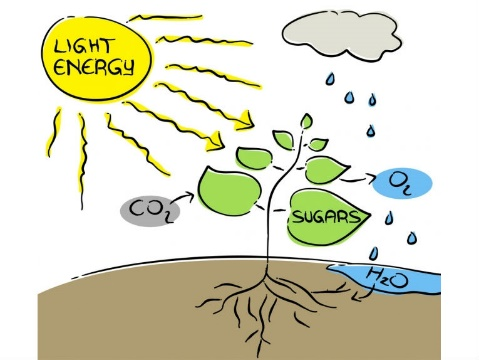 LIGHT
ENERGY
CO₂
O₂
SUGARS
H₂O